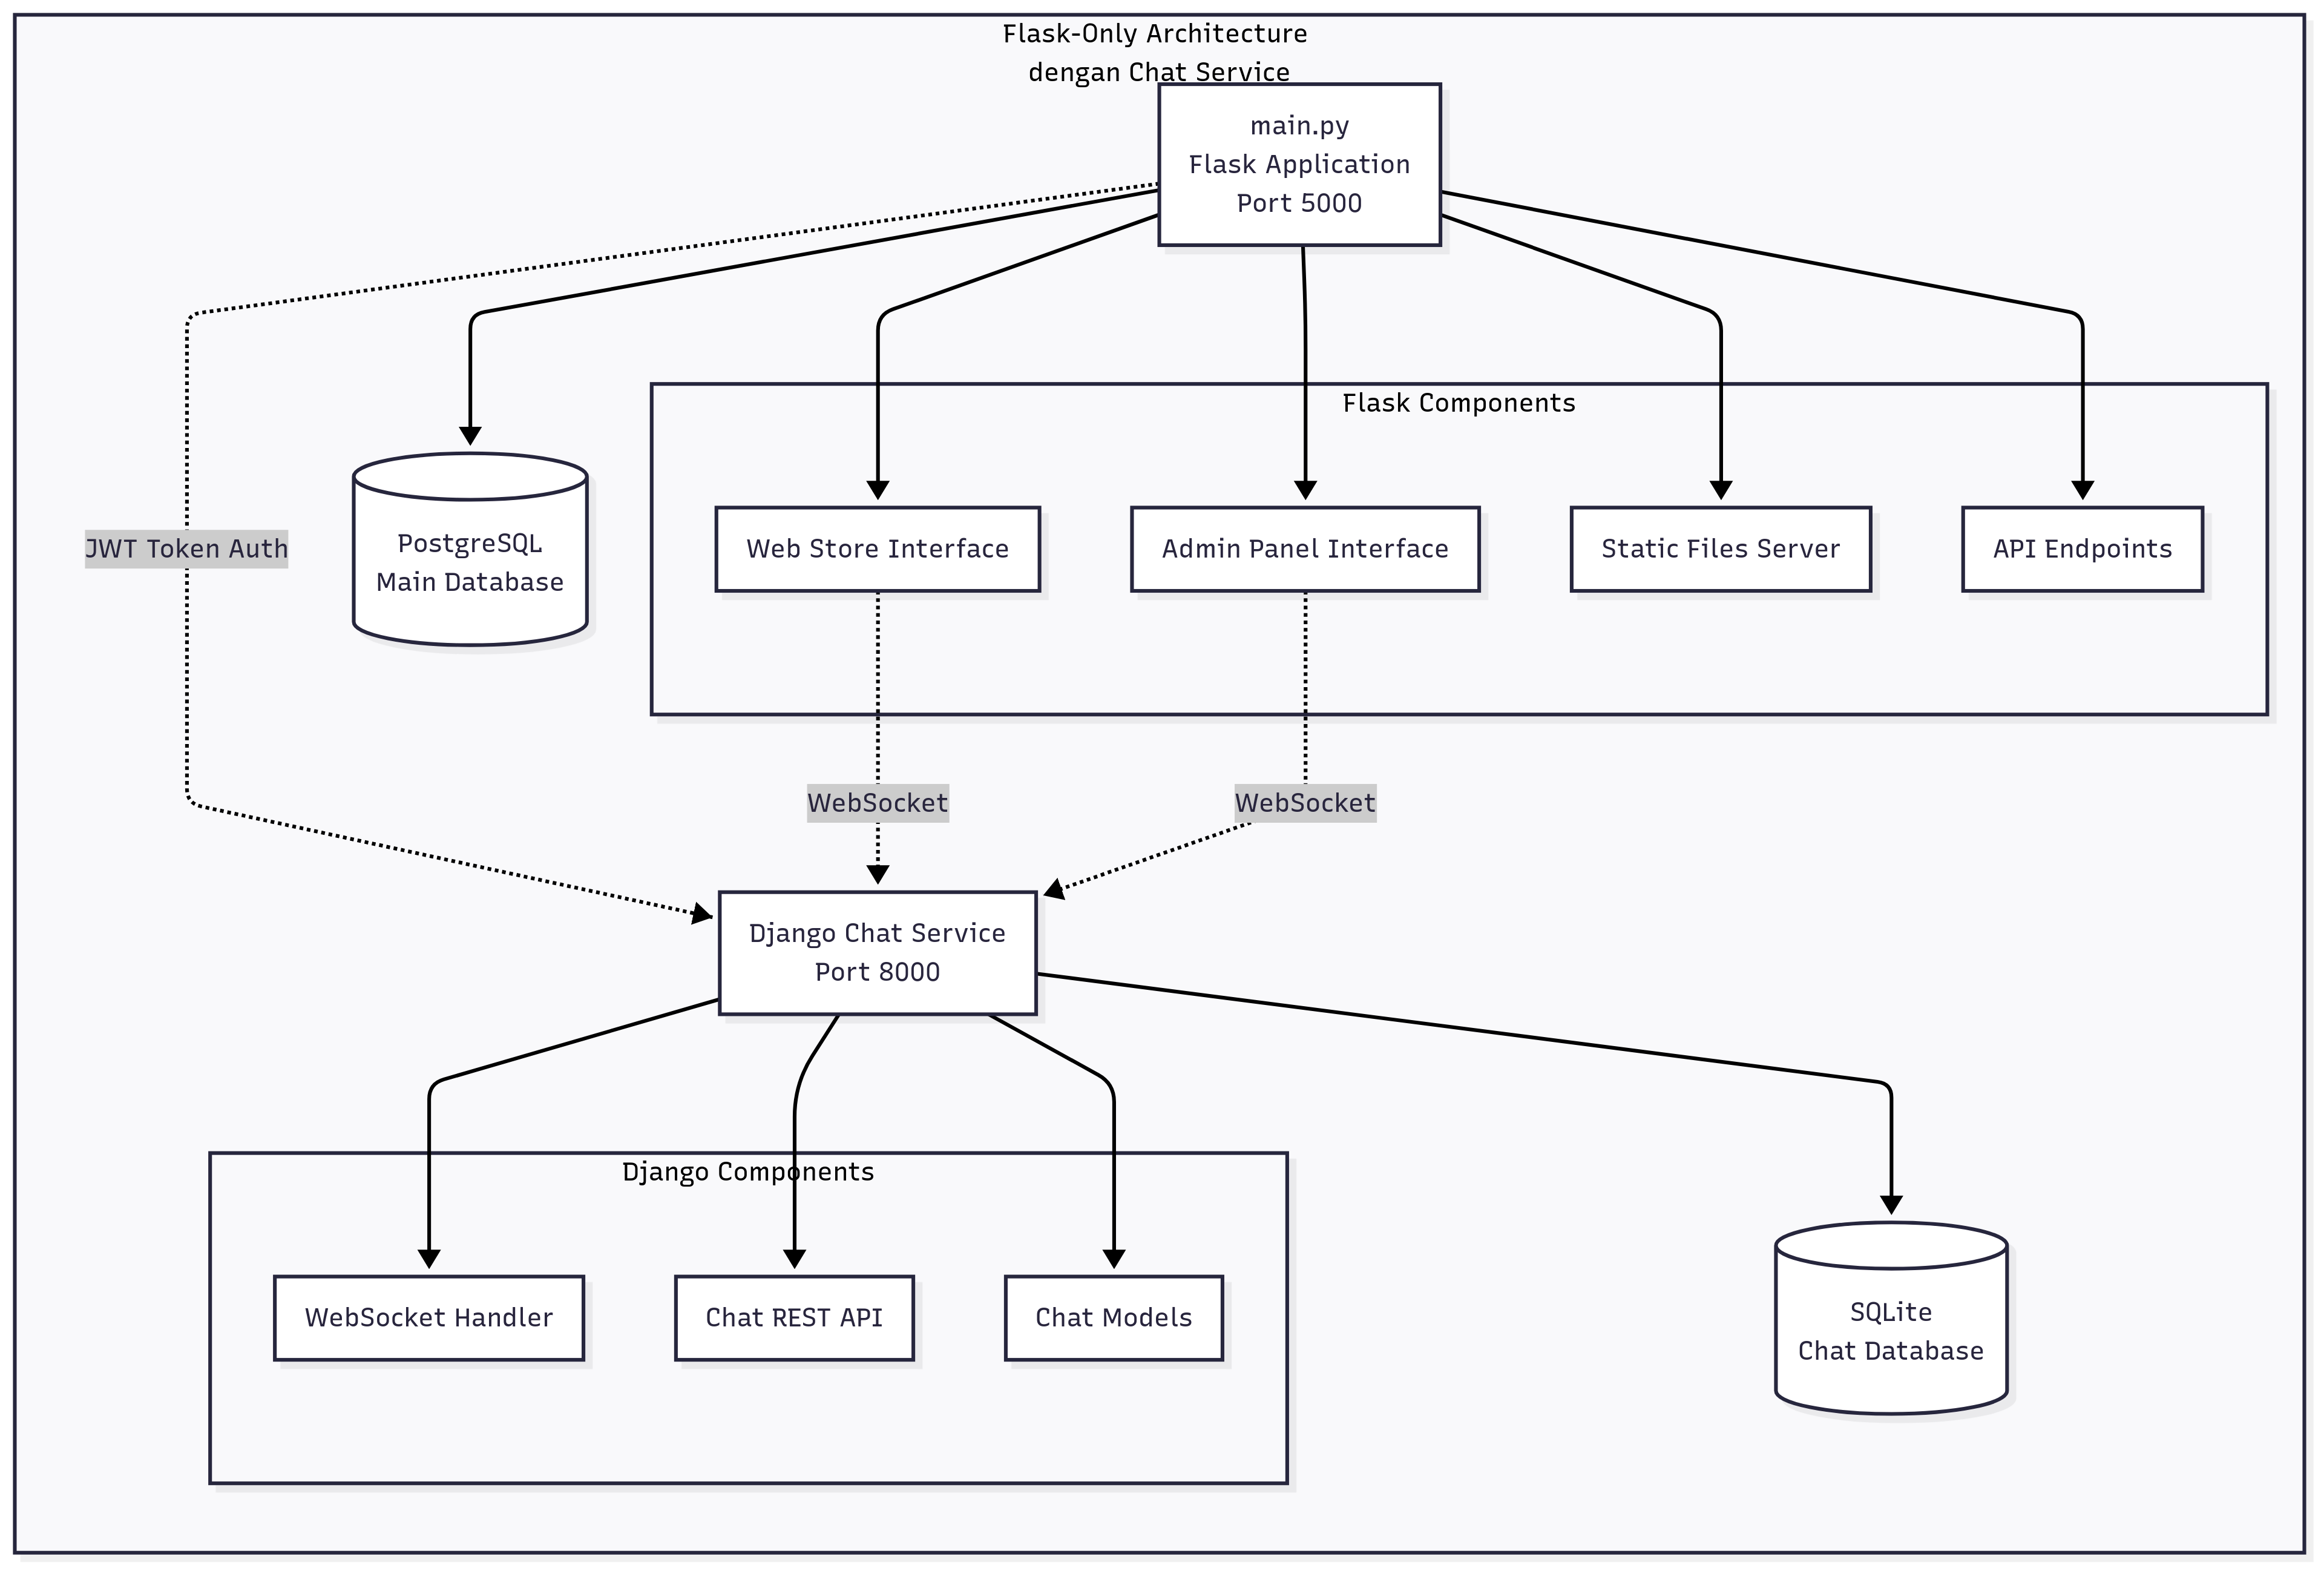 Flask-Only Architecture
dengan Chat Service
main.py
Flask Application
Port 5000
Flask Components
JWT Token Auth
PostgreSQL
Main Database
Web Store Interface
Admin Panel Interface
Static Files Server
API Endpoints
WebSocket
WebSocket
Django Chat Service
Port 8000
Django Components
WebSocket Handler
Chat REST API
Chat Models
SQLite
Chat Database